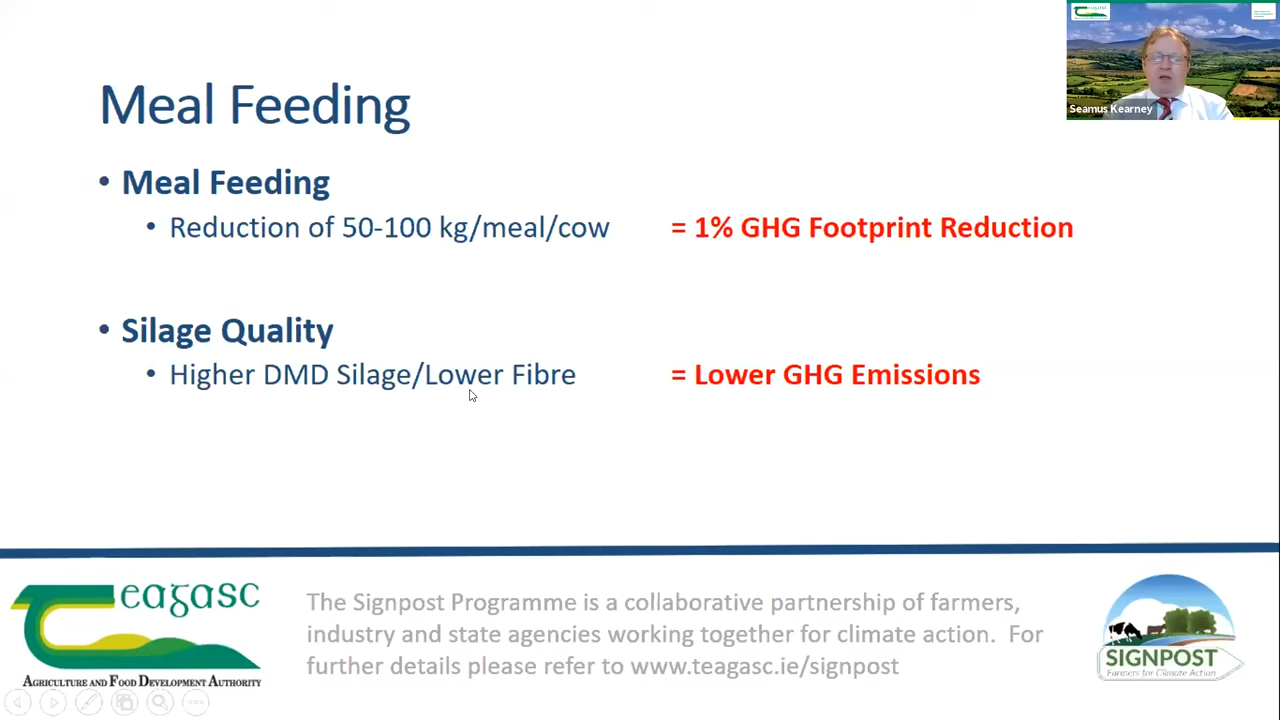 Meal Feeding
Seamus Kearney
• Meal Feeding
• Reduction of 50-100 kg/meal/cow = 1% GHG Footprint Reduction
• Silage Quality
• Higher DMD Silage/Lower Fibre = Lower GHG Emissions
Teagasc
AGRICULTURE AND FOOD DEVELOPMENT AUTHORITY
The Signpost Programme is a collaborative partnership of farmers,
industry and state agencies working together for climate action. For
further details please refer to www.teagasc.ie/signpost
SIGNPOST
Farmers for Climate Action